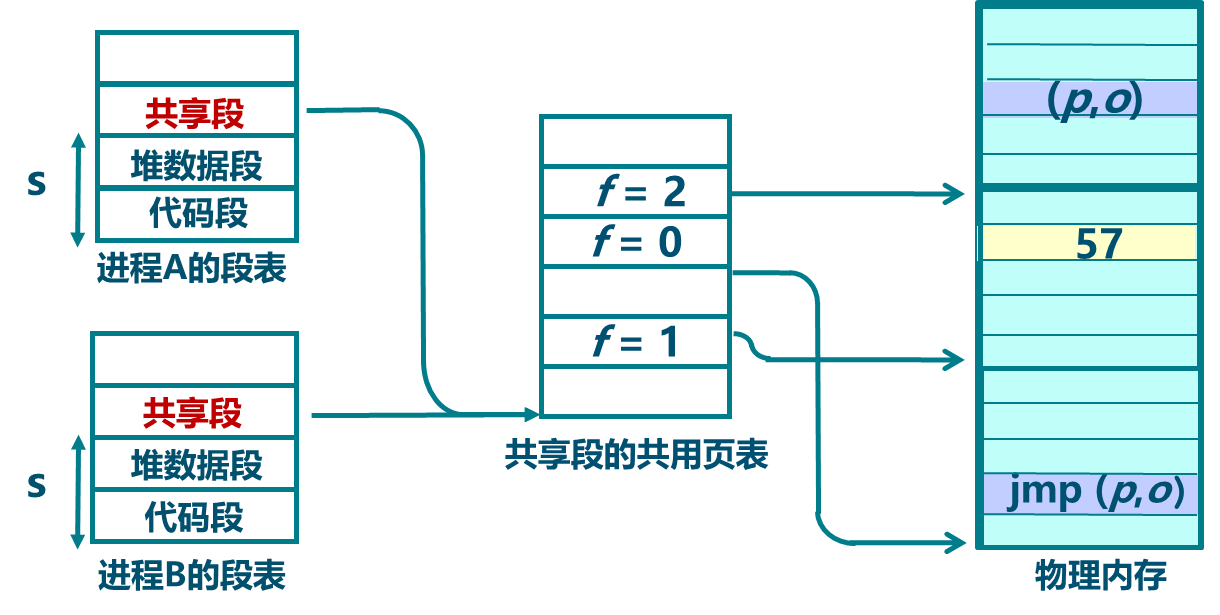 共享段
堆数据段
代码段
S
进程A的段表
共享段
堆数据段
代码段
S
进程B的段表
f = 2
f = 0
f = 1
共享段的共用页表
(p,o)
57
jmp (p,o)
物理内存